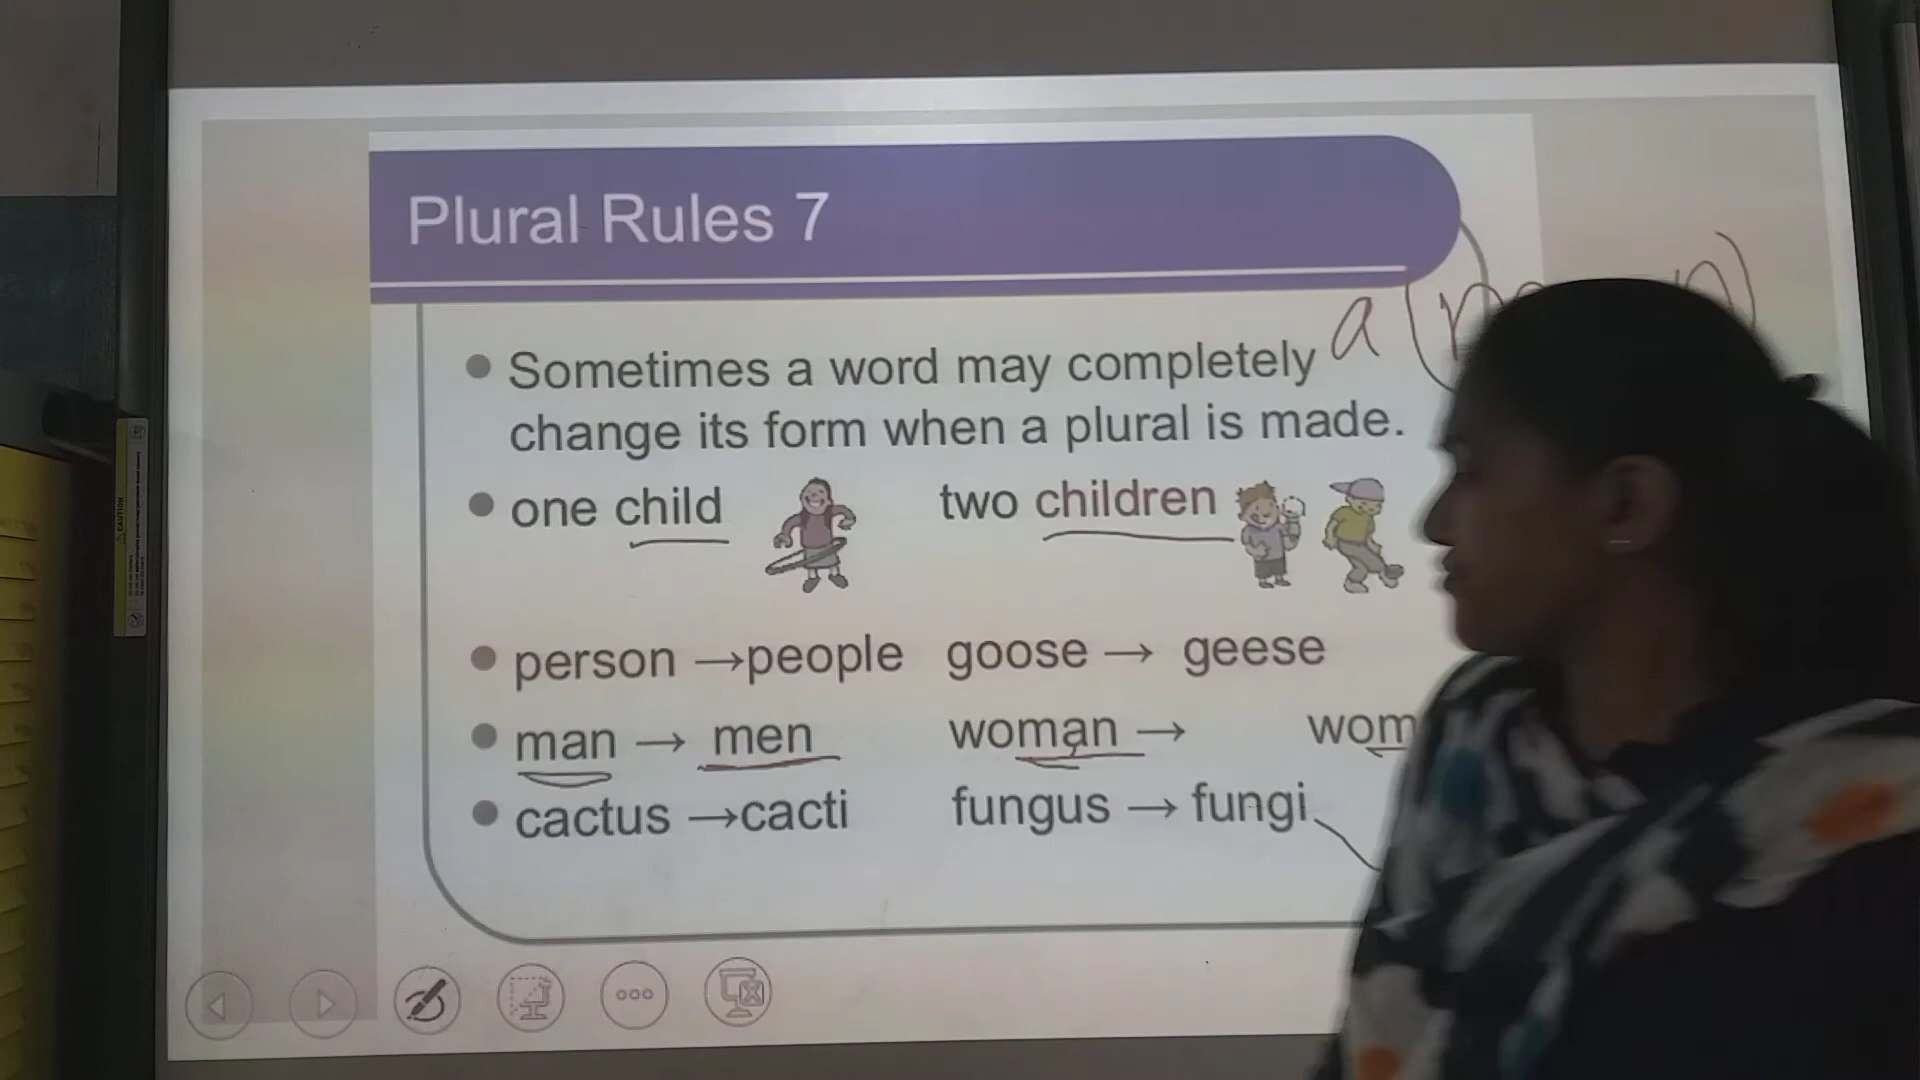 Plural Rules 7
a
Sometimes a word may completely
change its form when a plural is made.
one child two children
person →people goose → geese
man → men woman →
cactus →cacti fungus → fungi
CAUTION